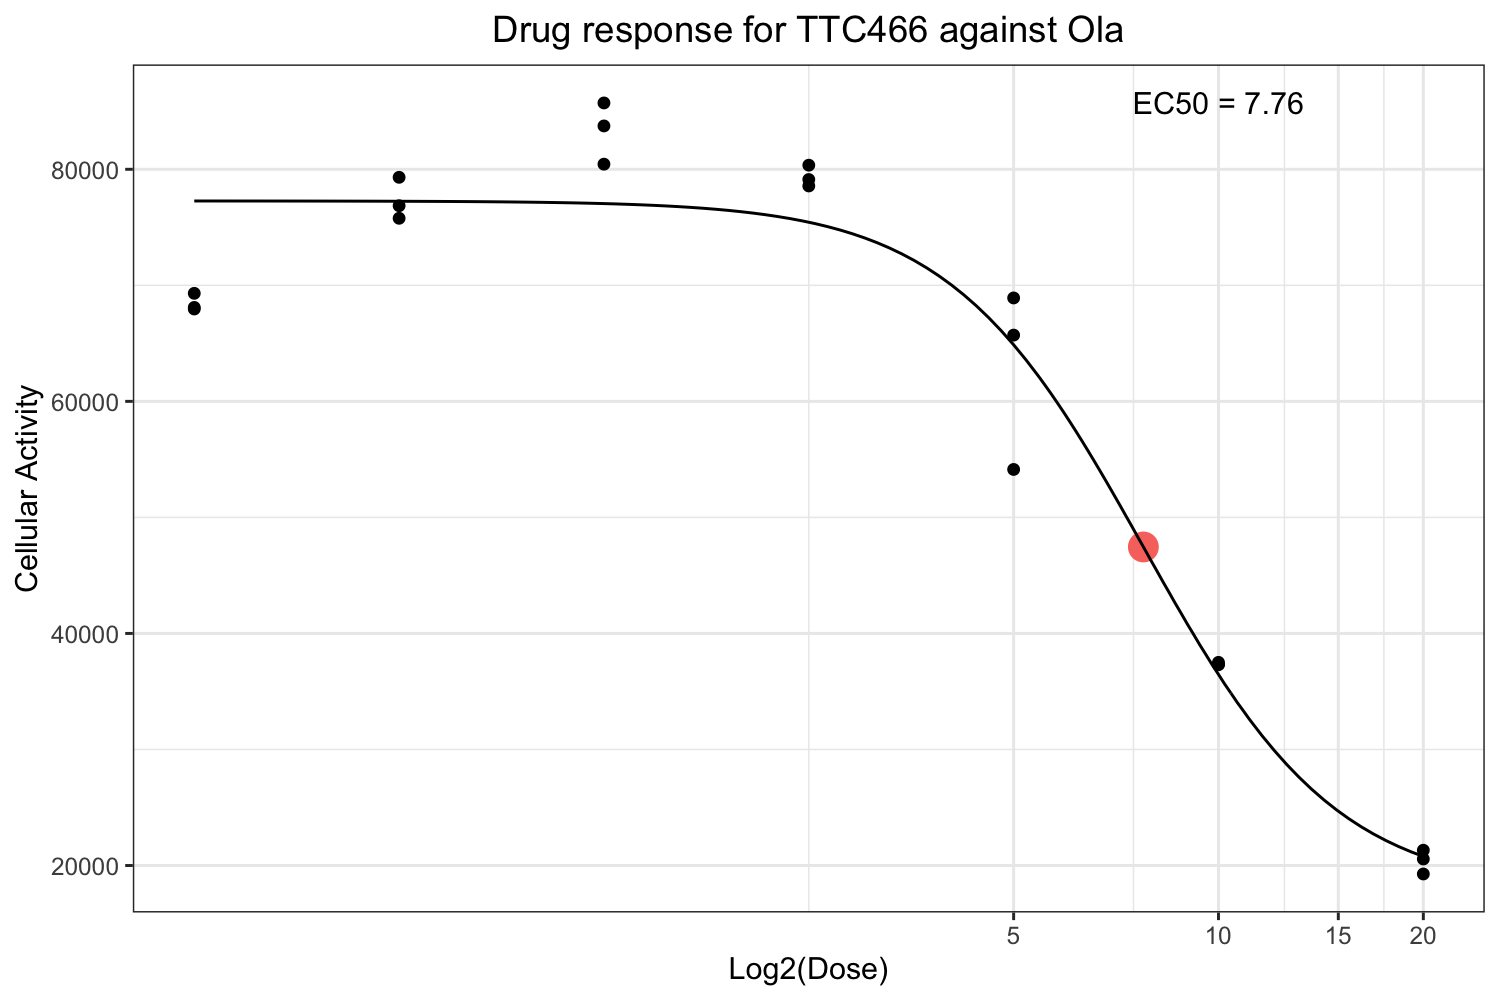 Drug response for TTC466 against Ola
EC50 = 7.76
Cellular Activity
80000
60000
40000
20000
5 10 15 20
Log2(Dose)